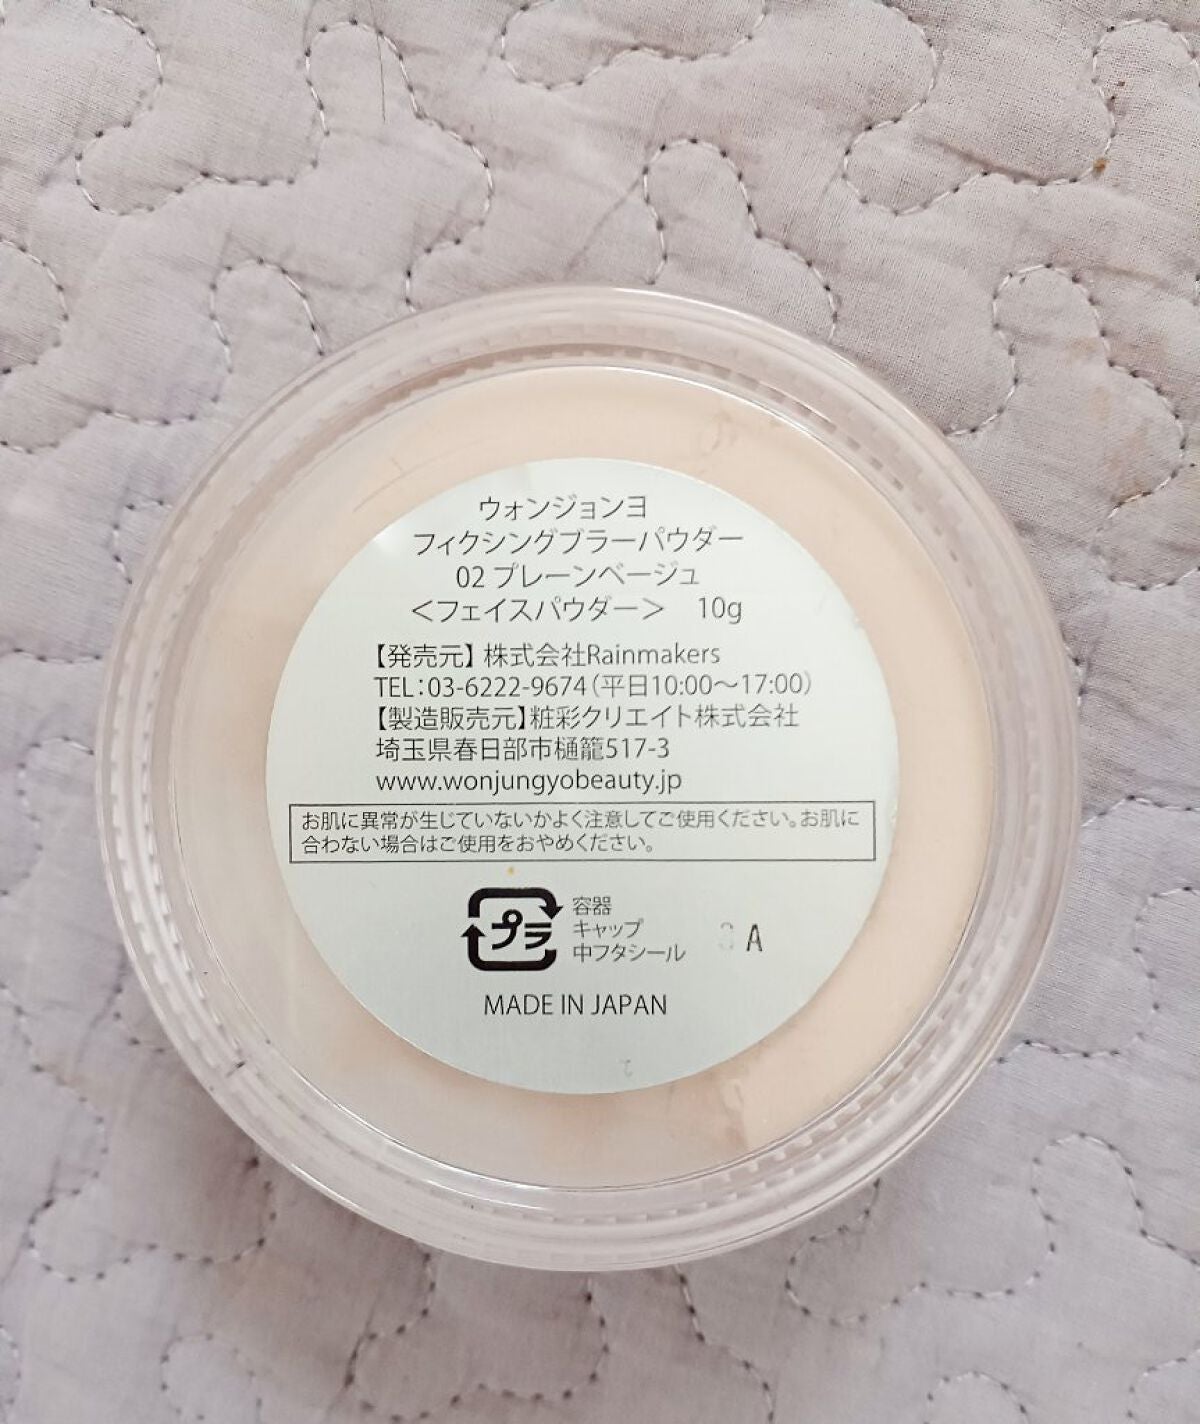 ウォンジョンヨ
フィクシングブラーパウダー
02 プレーンベージュ
＜フェイスパウダー＞　10g
【発売元】株式会社Rainmakers
TEL：03-6222-9674（平日10:00～17:00）
【製造販売元】粧彩クリエイト株式会社
埼玉県春日部市樋籠517-3
www.wonjungyobeauty.jp
お肌に異常が生じていないかよく注意してご使用ください。お肌に
合わない場合はご使用をおやめください。
プラ
容器
キャップ
中フタシール
A
MADE IN JAPAN